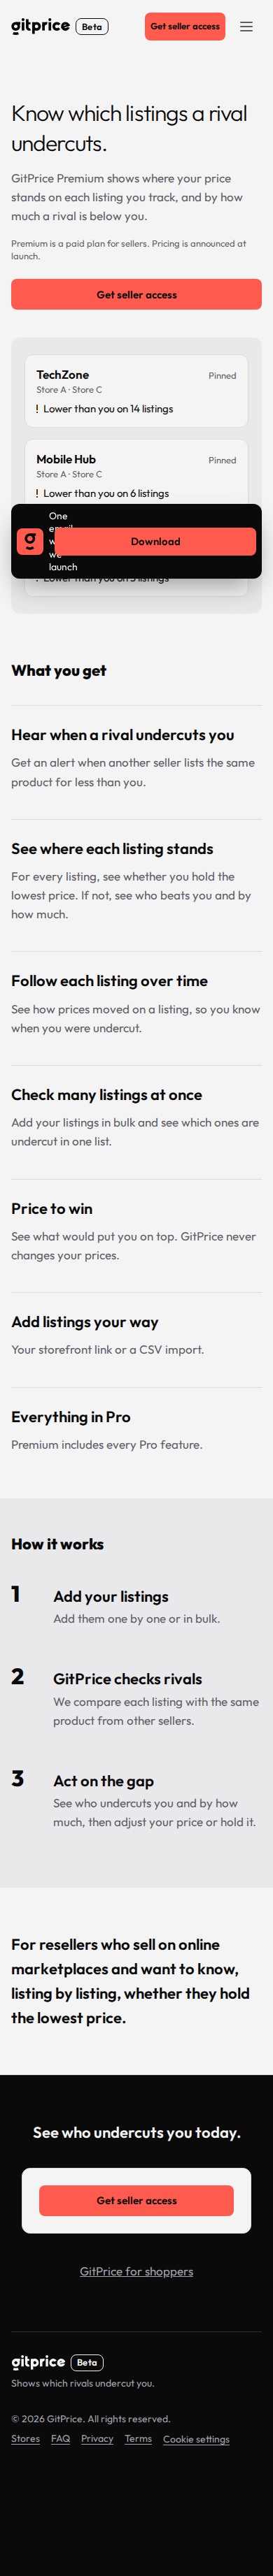 gitprice Beta Get seller access
Know which listings a rival
undercuts.
GitPrice Premium shows where your price
stands on each listing you track, and by how
much a rival is below you.
Premium is a paid plan for sellers. Pricing is announced at
launch.
Get seller access
TechZone Pinned
Store A · Store C
! Lower than you on 14 listings
Mobile Hub Pinned
Store A · Store C
! Lower than you on 6 listings
One
email
we
launch
g Download
Lower than you on 3 listings
What you get
Hear when a rival undercuts you
Get an alert when another seller lists the same
product for less than you.
See where each listing stands
For every listing, see whether you hold the
lowest price. If not, see who beats you and by
how much.
Follow each listing over time
See how prices moved on a listing, so you know
when you were undercut.
Check many listings at once
Add your listings in bulk and see which ones are
undercut in one list.
Price to win
See what would put you on top. GitPrice never
changes your prices.
Add listings your way
Your storefront link or a CSV import.
Everything in Pro
Premium includes every Pro feature.
How it works
1 Add your listings
Add them one by one or in bulk.
2 GitPrice checks rivals
We compare each listing with the same
product from other sellers.
3 Act on the gap
See who undercuts you and by how
much, then adjust your price or hold it.
For resellers who sell on online
marketplaces and want to know,
listing by listing, whether they hold
the lowest price.
See who undercuts you today.
Get seller access
GitPrice for shoppers
gitprice Beta
Shows which rivals undercut you.
© 2026 GitPrice. All rights reserved.
Stores FAQ Privacy Terms Cookie settings